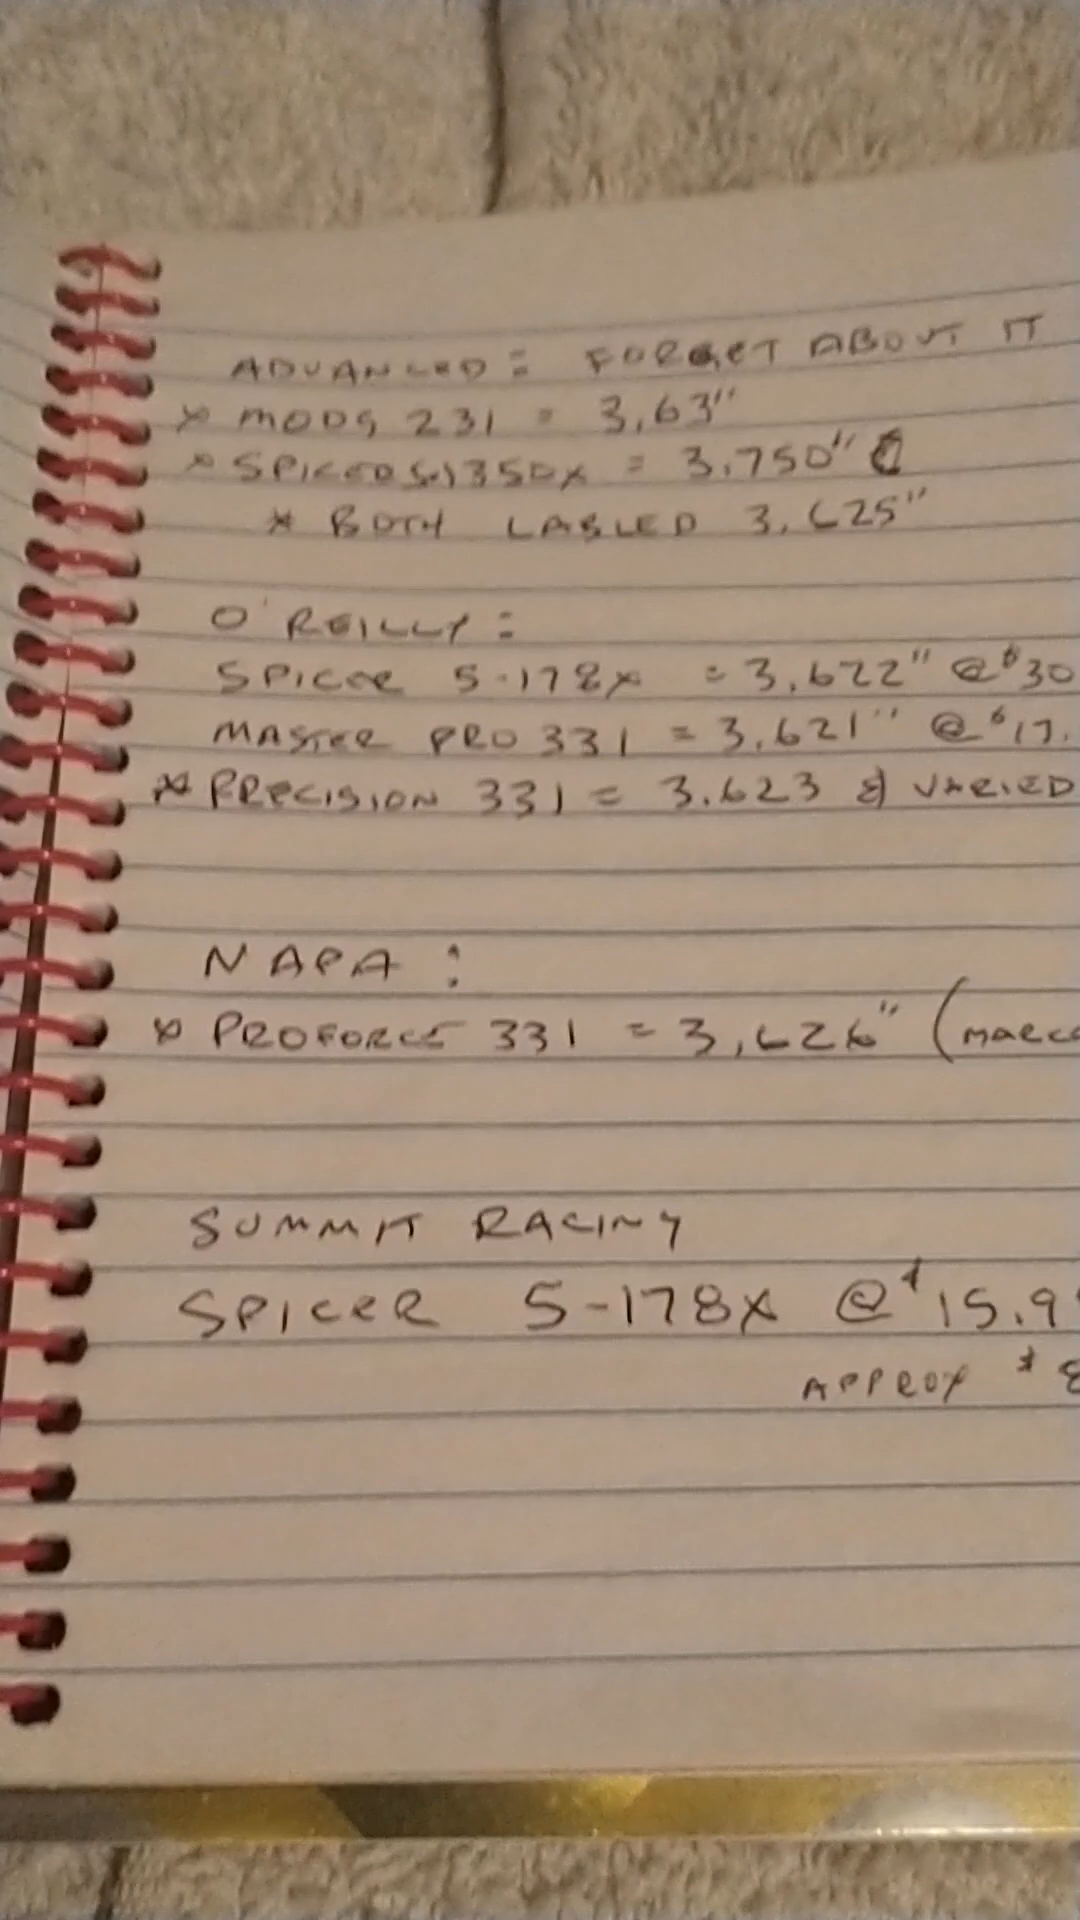 ADVANCED: FORGET ABOUT IT
* MOOG 231 = 3.63"
* SPICER 5-1350X = 3.750"
* BOTH LABLED 3.625"
O'REILLY:
SPICER 5-178X = 3.622" @ $30
MASTER PRO 331 = 3.621" @ $17.
* PRECISION 331 = 3.623 & VARIED
NAPA:
* PROFORCE 331 = 3.626" (
SUMMIT RACING
SPICER 5-178X @ $15.9
APPROX $